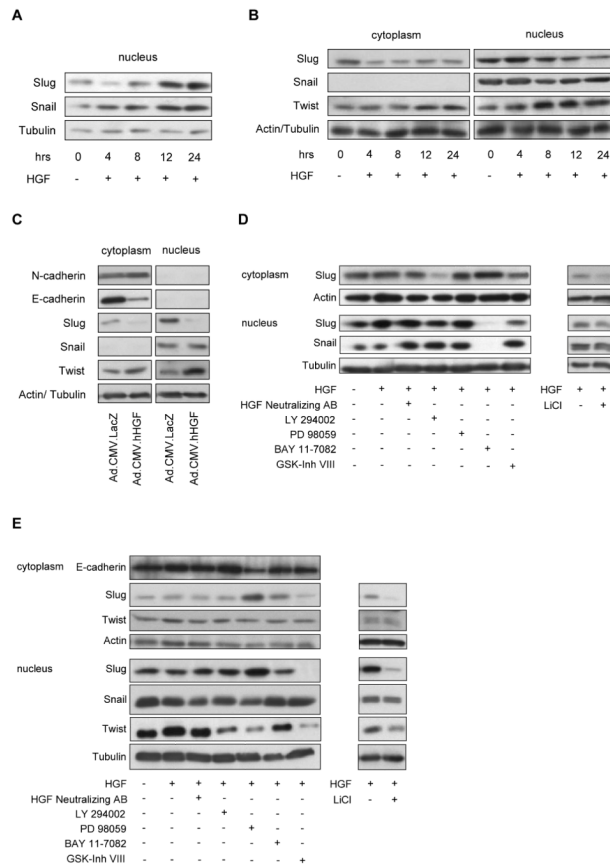 A
nucleus
Slug
Snail
Tubulin
hrs 0 4 8 12 24
HGF - + + + +
B
cytoplasm nucleus
Slug
Snail
Twist
Actin/Tubulin
hrs 0 4 8 12 24 0 4 8 12 24
HGF - + + + + - + + + +
C
cytoplasm nucleus
N-cadherin
E-cadherin
Slug
Snail
Twist
Actin/ Tubulin
Ad.CMV.LacZ
Ad.CMV.hHGF
Ad.CMV.LacZ
Ad.CMV.hHGF
D
cytoplasm Slug
Actin
nucleus Slug
Snail
Tubulin
HGF - + + + + + + HGF + +
HGF Neutralizing AB - - + - - - - LiCl - +
LY 294002 - - - + - - -
PD 98059 - - - - + - -
BAY 11-7082 - - - - - + -
GSK-Inh VIII - - - - - - +
E
cytoplasm E-cadherin
Slug
Twist
Actin
nucleus Slug
Snail
Twist
Tubulin
HGF - + + + + + + HGF + +
HGF Neutralizing AB - - + - - - - LiCl - +
LY 294002 - - - + - - -
PD 98059 - - - - + - -
BAY 11-7082 - - - - - + -
GSK-Inh VIII - - - - - - +